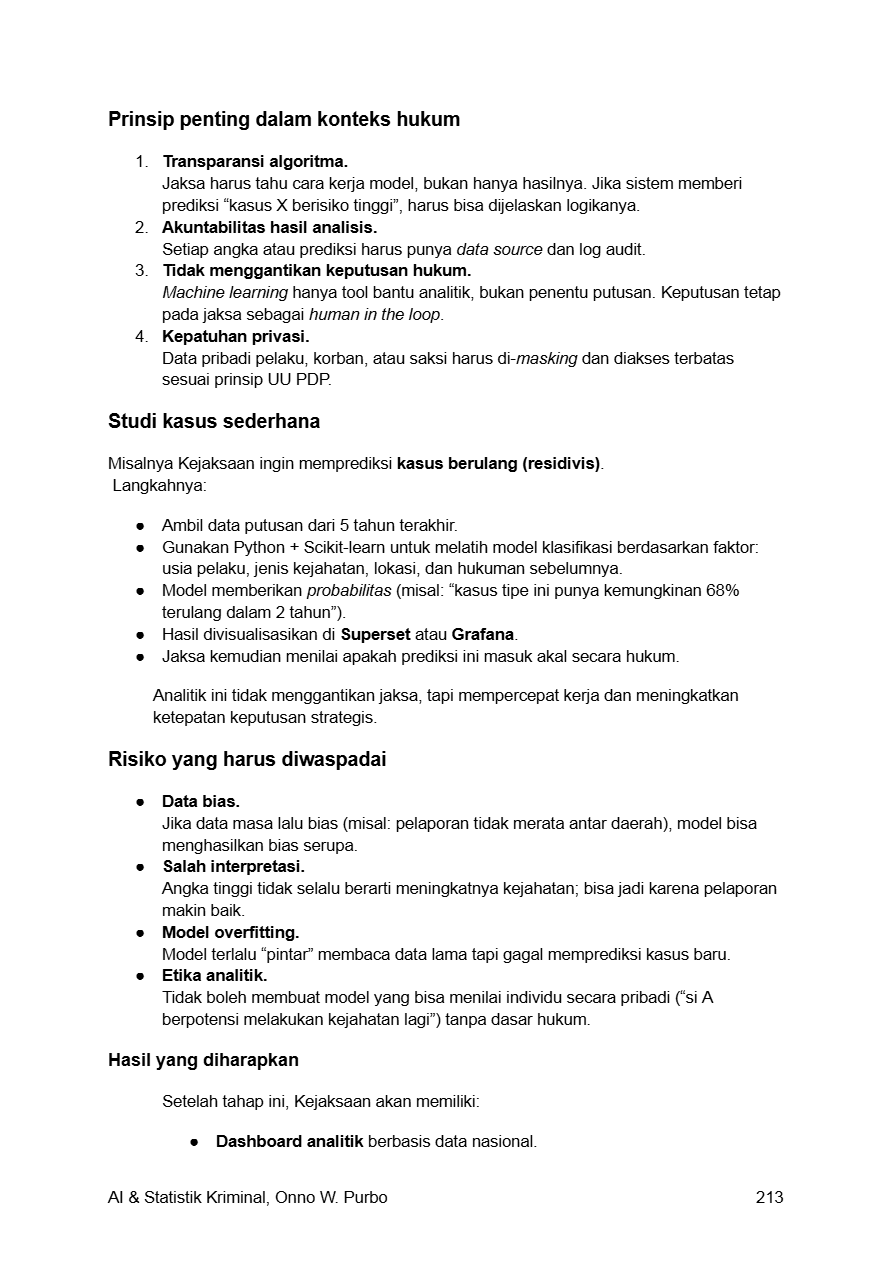 Prinsip penting dalam konteks hukum
1. Transparansi algoritma.
Jaksa harus tahu cara kerja model, bukan hanya hasilnya. Jika sistem memberi
prediksi “kasus X berisiko tinggi”, harus bisa dijelaskan logikanya.
2. Akuntabilitas hasil analisis.
Setiap angka atau prediksi harus punya data source dan log audit.
3. Tidak menggantikan keputusan hukum.
Machine learning hanya tool bantu analitik, bukan penentu putusan. Keputusan tetap
pada jaksa sebagai human in the loop.
4. Kepatuhan privasi.
Data pribadi pelaku, korban, atau saksi harus di-masking dan diakses terbatas
sesuai prinsip UU PDP.
Studi kasus sederhana
Misalnya Kejaksaan ingin memprediksi kasus berulang (residivis).
Langkahnya:
● Ambil data putusan dari 5 tahun terakhir.
● Gunakan Python + Scikit-learn untuk melatih model klasifikasi berdasarkan faktor:
usia pelaku, jenis kejahatan, lokasi, dan hukuman sebelumnya.
● Model memberikan probabilitas (misal: “kasus tipe ini punya kemungkinan 68%
terulang dalam 2 tahun”).
● Hasil divisualisasikan di Superset atau Grafana.
● Jaksa kemudian menilai apakah prediksi ini masuk akal secara hukum.
Analitik ini tidak menggantikan jaksa, tapi mempercepat kerja dan meningkatkan
ketepatan keputusan strategis.
Risiko yang harus diwaspadai
● Data bias.
Jika data masa lalu bias (misal: pelaporan tidak merata antar daerah), model bisa
menghasilkan bias serupa.
● Salah interpretasi.
Angka tinggi tidak selalu berarti meningkatnya kejahatan; bisa jadi karena pelaporan
makin baik.
● Model overfitting.
Model terlalu “pintar” membaca data lama tapi gagal memprediksi kasus baru.
● Etika analitik.
Tidak boleh membuat model yang bisa menilai individu secara pribadi (“si A
berpotensi melakukan kejahatan lagi”) tanpa dasar hukum.
Hasil yang diharapkan
Setelah tahap ini, Kejaksaan akan memiliki:
● Dashboard analitik berbasis data nasional.
AI & Statistik Kriminal, Onno W. Purbo 213